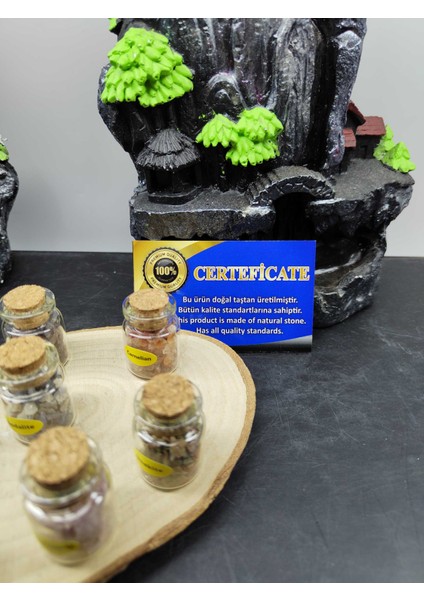 100%
CERTEFİCATE
Bu ürün doğal taştan üretilmiştir.
Bütün kalite standartlarına sahiptir.
his product is made of natural stone.
Has all quality standards.
Carnelian